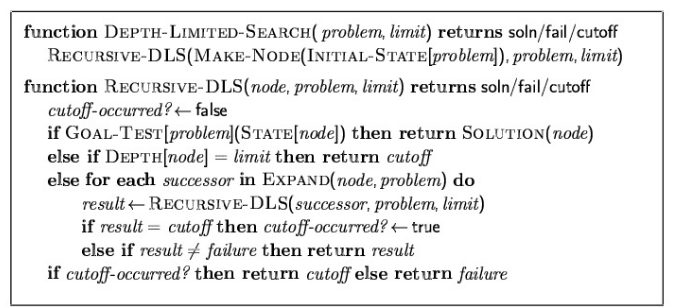 function DEPTH-LIMITED-SEARCH( problem, limit) returns soln/fail/cutoff
RECURSIVE-DLS(MAKE-NODE(INITIAL-STATE[problem]), problem, limit)
function RECURSIVE-DLS(node, problem, limit) returns soln/fail/cutoff
cutoff-occurred? ← false
if GOAL-TEST[problem](STATE[node]) then return SOLUTION(node)
else if DEPTH[node] = limit then return cutoff
else for each successor in EXPAND(node, problem) do
result ← RECURSIVE-DLS(successor, problem, limit)
if result = cutoff then cutoff-occurred? ← true
else if result ≠ failure then return result
if cutoff-occurred? then return cutoff else return failure